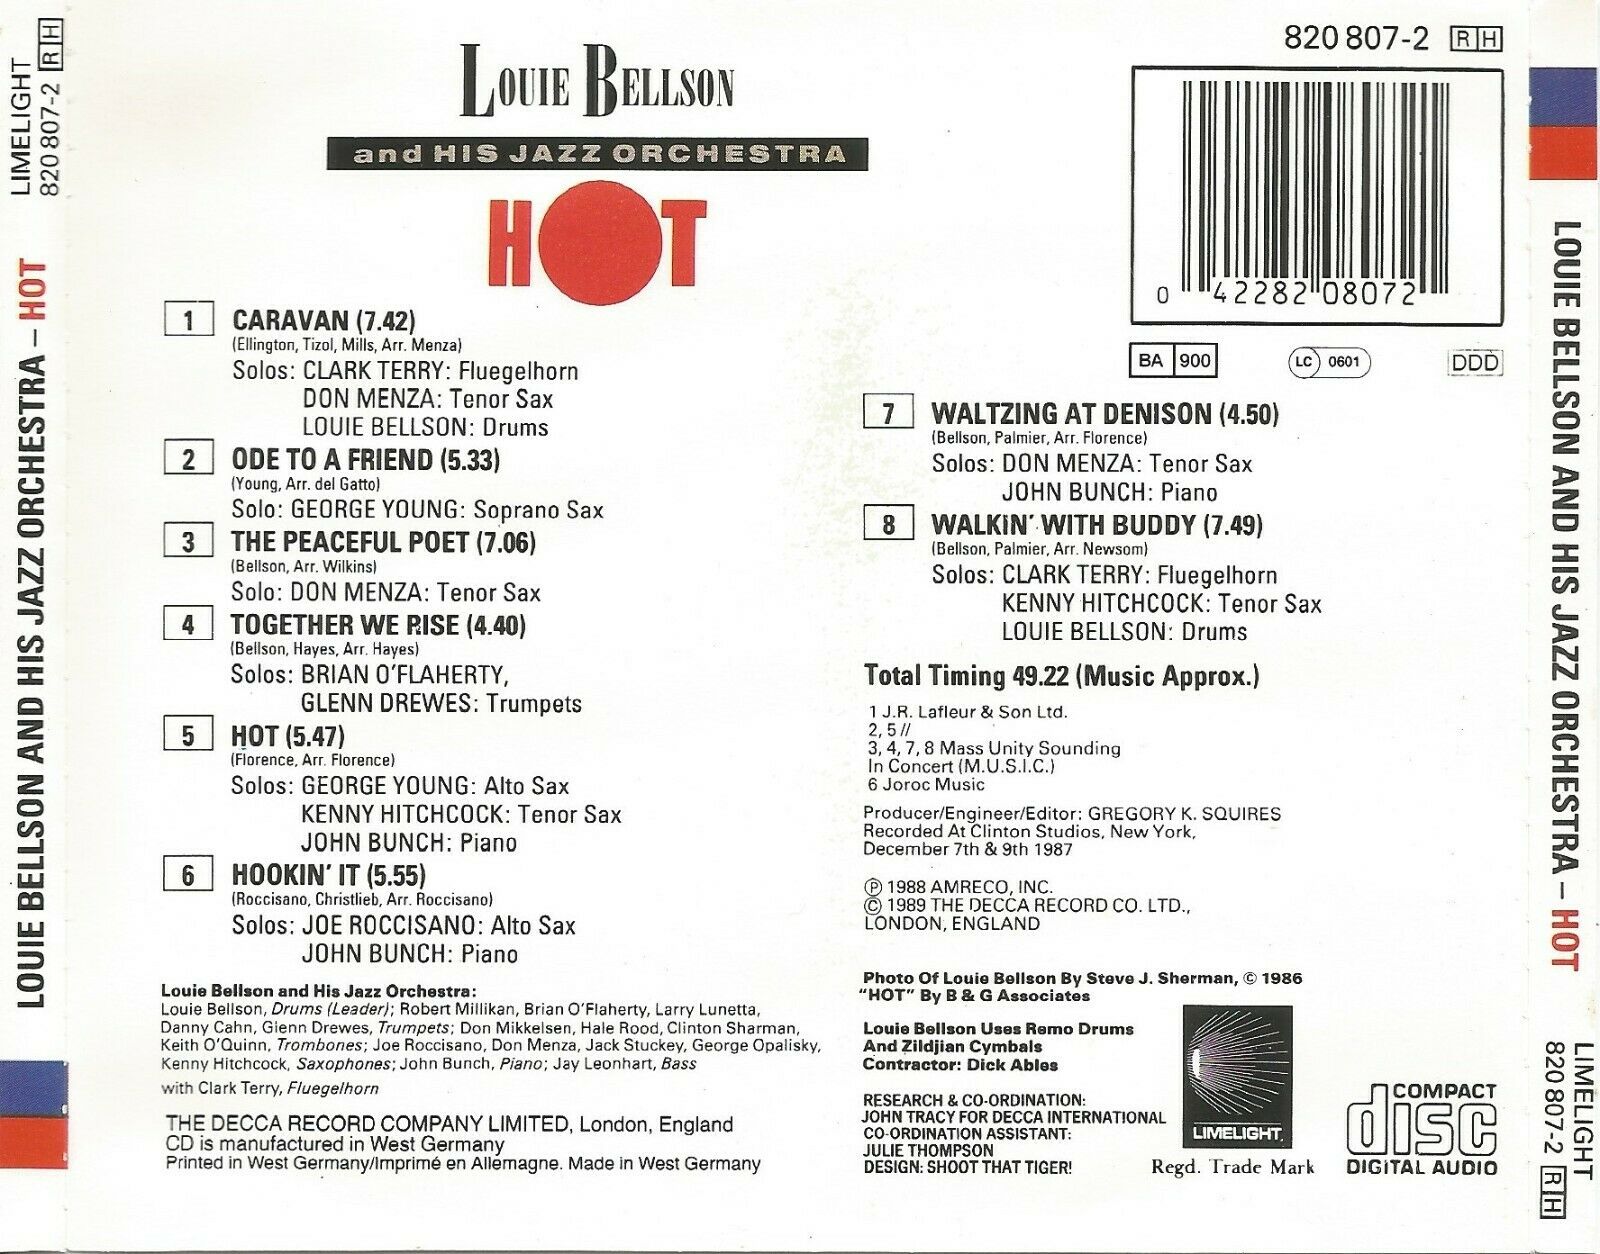 LIMELIGHT
820 807-2 RH
LOUIE BELLSON AND HIS JAZZ ORCHESTRA – HOT
LOUIE BELLSON
and HIS JAZZ ORCHESTRA
HOT
1 CARAVAN (7.42)
(Ellington, Tizol, Mills, Arr. Menza)
Solos: CLARK TERRY: Fluegelhorn
DON MENZA: Tenor Sax
LOUIE BELLSON: Drums
2 ODE TO A FRIEND (5.33)
(Young, Arr. del Gatto)
Solo: GEORGE YOUNG: Soprano Sax
3 THE PEACEFUL POET (7.06)
(Bellson, Arr. Wilkins)
Solo: DON MENZA: Tenor Sax
4 TOGETHER WE RISE (4.40)
(Bellson, Hayes, Arr. Hayes)
Solos: BRIAN O'FLAHERTY,
GLENN DREWES: Trumpets
5 HOT (5.47)
(Florence, Arr. Florence)
Solos: GEORGE YOUNG: Alto Sax
KENNY HITCHCOCK: Tenor Sax
JOHN BUNCH: Piano
6 HOOKIN' IT (5.55)
(Roccisano, Christlieb, Arr. Roccisano)
Solos: JOE ROCCISANO: Alto Sax
JOHN BUNCH: Piano
Louie Bellson and His Jazz Orchestra:
Louie Bellson, Drums (Leader); Robert Millikan, Brian O'Flaherty, Larry Lunetta,
Danny Cahn, Glenn Drewes, Trumpets; Don Mikkelsen, Hale Rood, Clinton Sharman,
Keith O'Quinn, Trombones; Joe Roccisano, Don Menza, Jack Stuckey, George Opalisky,
Kenny Hitchcock, Saxophones; John Bunch, Piano; Jay Leonhart, Bass
with Clark Terry, Fluegelhorn
THE DECCA RECORD COMPANY LIMITED, London, England
CD is manufactured in West Germany
Printed in West Germany/Imprimé en Allemagne. Made in West Germany
820 807-2 RH
0 42282 08072
BA 900
LC 0601
DDD
7 WALTZING AT DENISON (4.50)
(Bellson, Palmier, Arr. Florence)
Solos: DON MENZA: Tenor Sax
JOHN BUNCH: Piano
8 WALKIN' WITH BUDDY (7.49)
(Bellson, Palmier, Arr. Newsom)
Solos: CLARK TERRY: Fluegelhorn
KENNY HITCHCOCK: Tenor Sax
LOUIE BELLSON: Drums
Total Timing 49.22 (Music Approx.)
1 J.R. Lafleur & Son Ltd.
2, 5 //
3, 4, 7, 8 Mass Unity Sounding
In Concert (M.U.S.I.C.)
6 Joroc Music
Producer/Engineer/Editor: GREGORY K. SQUIRES
Recorded At Clinton Studios, New York,
December 7th & 9th 1987
℗ 1988 AMRECO, INC.
© 1989 THE DECCA RECORD CO. LTD.,
LONDON, ENGLAND
Photo Of Louie Bellson By Steve J. Sherman, © 1986
"HOT" By B & G Associates
Louie Bellson Uses Remo Drums
And Zildjian Cymbals
Contractor: Dick Ables
RESEARCH & CO-ORDINATION:
JOHN TRACY FOR DECCA INTERNATIONAL
CO-ORDINATION ASSISTANT:
JULIE THOMPSON
DESIGN: SHOOT THAT TIGER!
LIMELIGHT
Regd. Trade Mark
COMPACT
disc
DIGITAL AUDIO
LOUIE BELLSON AND HIS JAZZ ORCHESTRA – HOT
LIMELIGHT
820 807-2 RH